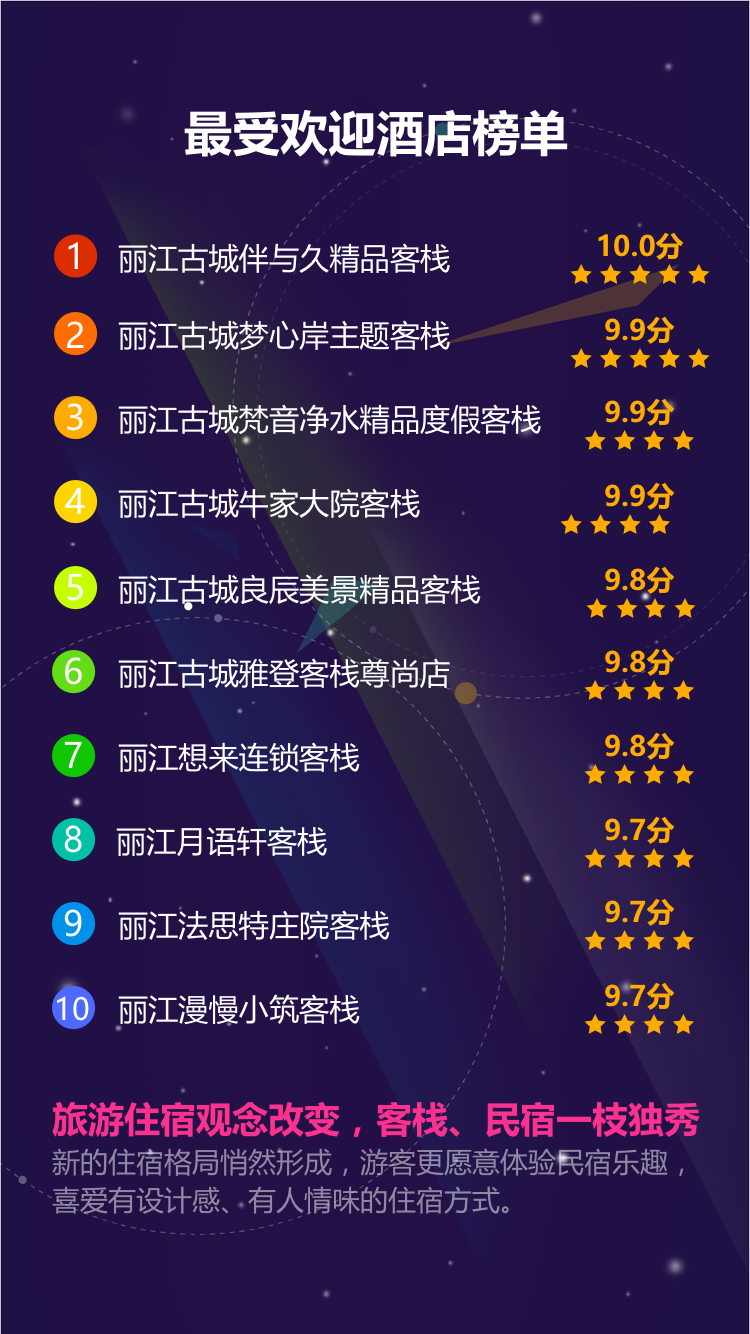 最受欢迎酒店榜单
1 丽江古城伴与久精品客栈 10.0分
2 丽江古城梦心岸主题客栈 9.9分
3 丽江古城梵音净水精品度假客栈 9.9分
4 丽江古城牛家大院客栈 9.9分
5 丽江古城良辰美景精品客栈 9.8分
6 丽江古城雅登客栈尊尚店 9.8分
7 丽江想来连锁客栈 9.8分
8 丽江月语轩客栈 9.7分
9 丽江法思特庄院客栈 9.7分
10 丽江漫慢小筑客栈 9.7分
旅游住宿观念改变，客栈、民宿一枝独秀
新的住宿格局悄然形成，游客更愿意体验民宿乐趣，
喜爱有设计感、有人情味的住宿方式。